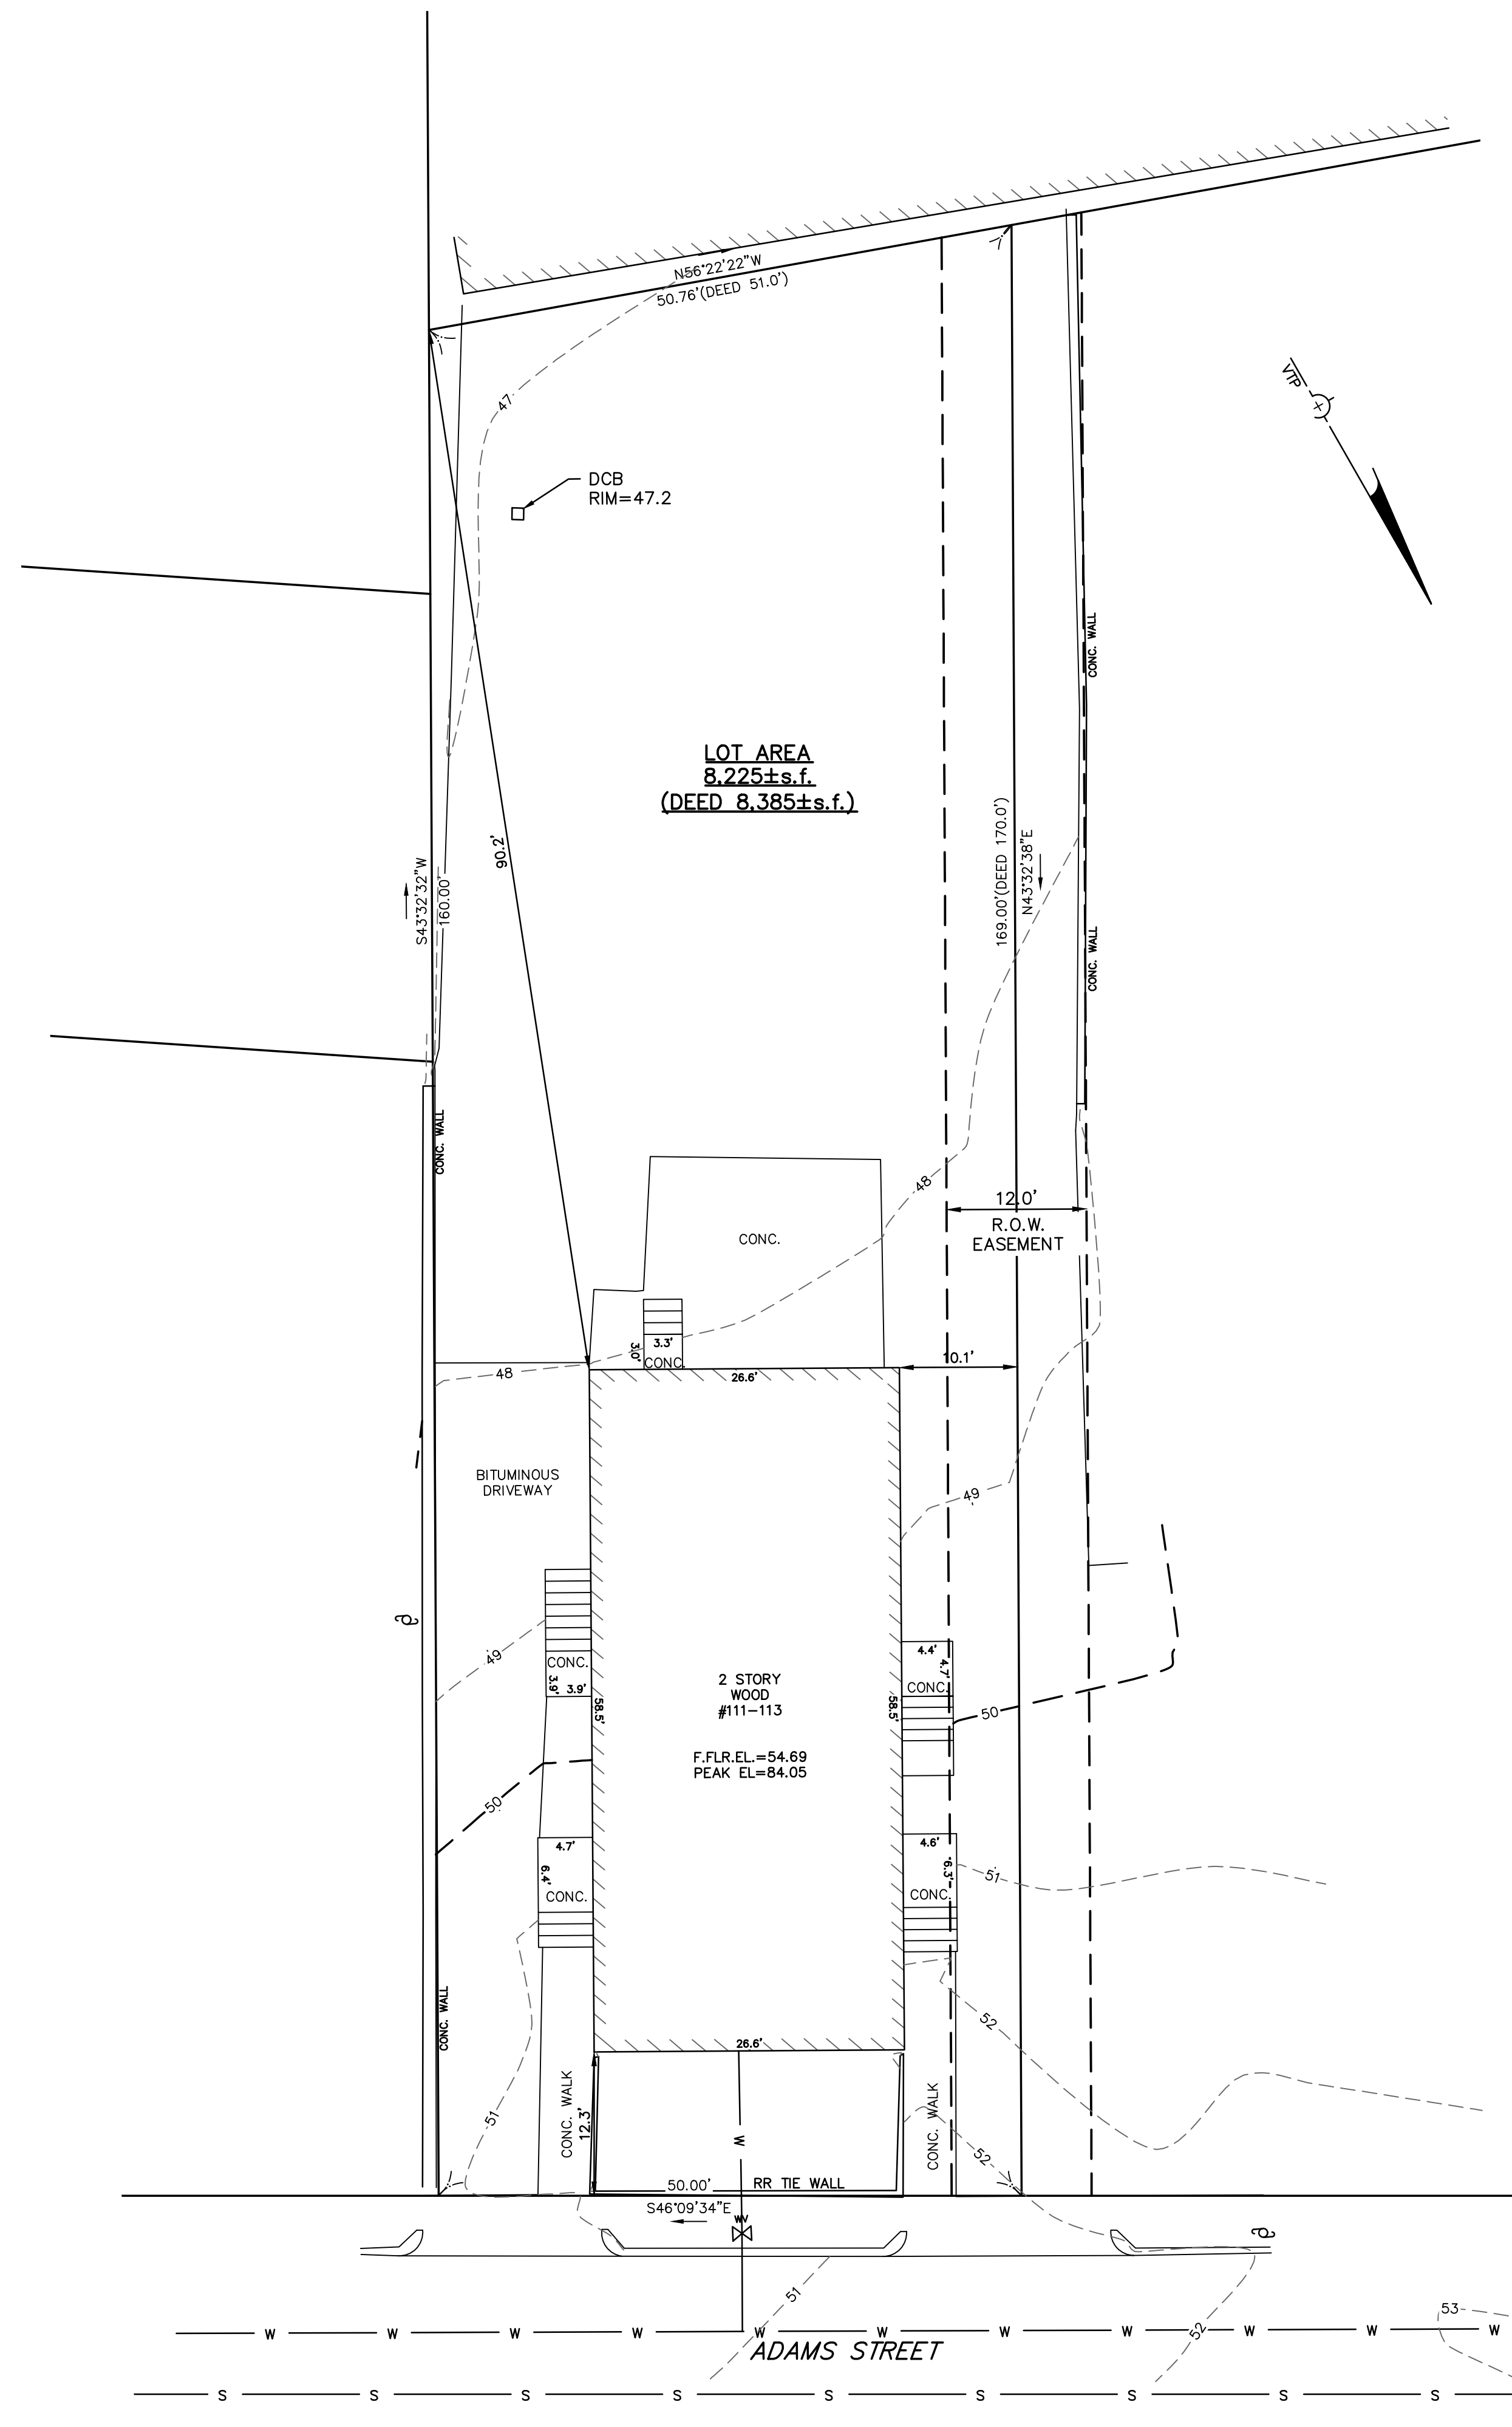 N56°22'22"W
50.76'(DEED 51.0')
VTP
47
DCB
RIM=47.2
CONC. WALL
LOT AREA
8,225±s.f.
(DEED 8,385±s.f.)
90.2'
S43°32'32"W
160.00'
169.00'(DEED 170.0')
N43°32'38"E
CONC. WALL
CONC. WALL
48
12.0'
R.O.W.
EASEMENT
CONC.
3.3'
3.0'
CONC.
10.1'
48
26.6'
BITUMINOUS
DRIVEWAY
49
49
CONC.
3.9'
3.9'
58.5'
2 STORY
WOOD
#111-113
F.FLR.EL.=54.69
PEAK EL=84.05
58.5'
4.4'
4.7'
CONC.
50
50
4.7'
6.4'
CONC.
4.6'
6.3'
CONC.
51
52
CONC. WALL
26.6'
51
CONC. WALK
12.3'
W
CONC. WALK
52
50.00'
RR TIE WALL
S46°09'34"E
WV
51
52
53
W W W W W W W W W W W
ADAMS STREET
S S S S S S S S S